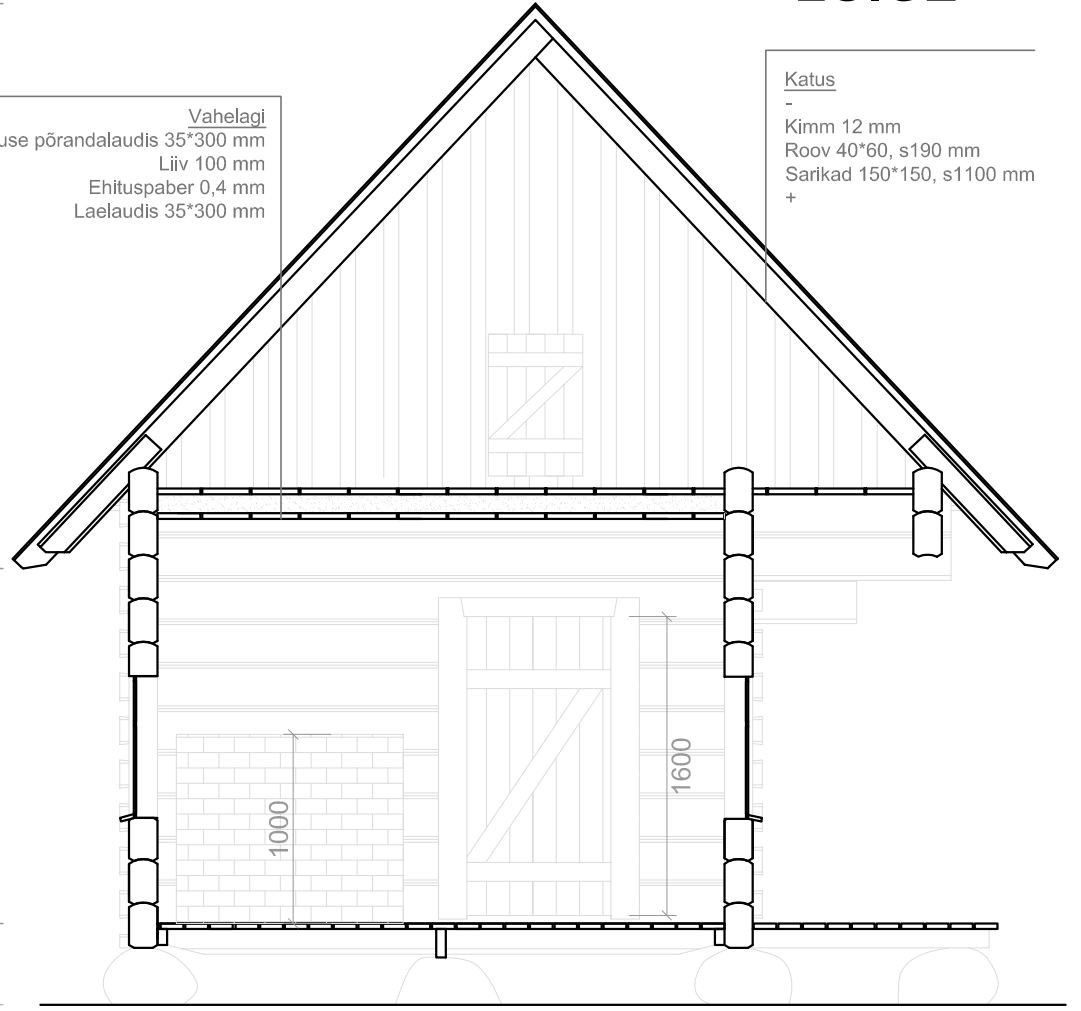 Vahelagi
põrandalaudis 35*300 mm
Liiv 100 mm
Ehituspaber 0,4 mm
Laelaudis 35*300 mm
Katus
-
Kimm 12 mm
Roov 40*60, s190 mm
Sarikad 150*150, s1100 mm
+
1600
1000